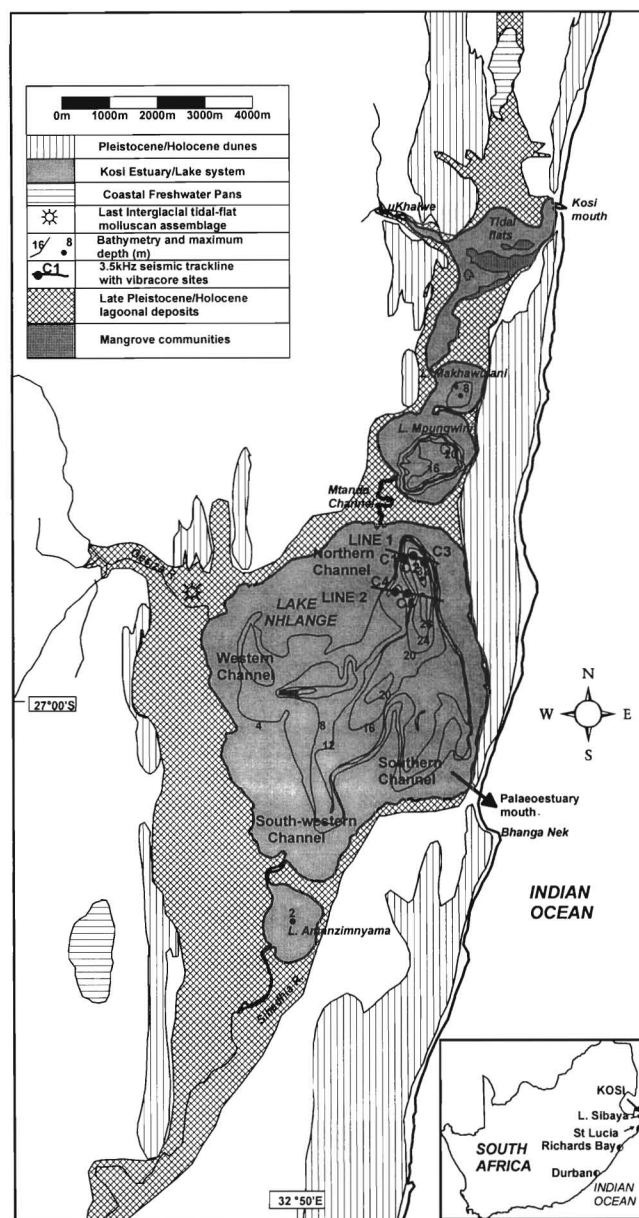 0m 1000m 2000m 3000m 4000m
Pleistocene/Holocene dunes
Kosi Estuary/Lake system
Coastal Freshwater Pans
Last Interglacial tidal-flat
molluscan assemblage
16 8
Bathymetry and maximum
depth (m)
C1
3.5kHz seismic trackline
with vibracore sites
Late Pleistocene/Holocene
lagoonal deposits
Mangrove communities
uKhalwe
Kosi
mouth
Tidal
flats
8
L. Mpungwini
20
16
Mtando
Channel
LINE 1
Northern
Channel
C3
C4
LINE 2
LAKE
NHLANGE
24
20
Western
Channel
20
27°00'S
4
8
16
12
Southern
Channel
N
W E
S
Palaeoestuary
mouth
Bhanga Nek
South-western
Channel
INDIAN
OCEAN
2
L. Amanzimnyama
32°50'E
KOSI
L. Sibaya
St Lucia
Richards Bay
SOUTH
AFRICA
Durban
INDIAN
OCEAN